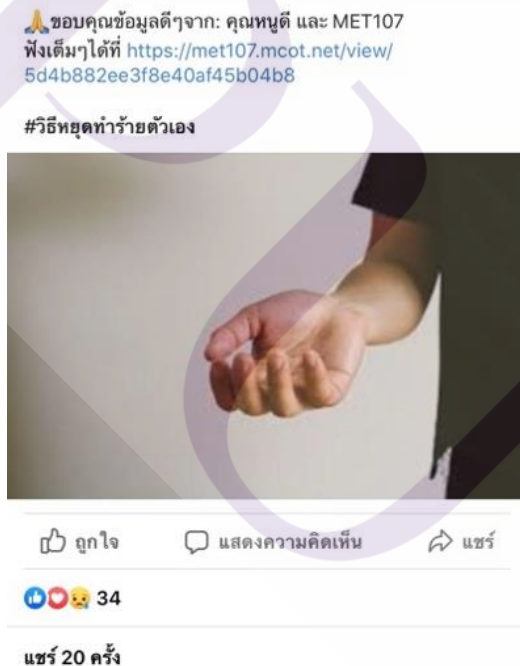 🙏ขอบคุณข้อมูลดีๆจาก: คุณหนูดี และ MET107
ฟังเต็มๆได้ที่ https://met107.mcot.net/view/
5d4b882ee3f8e40af45b04b8
#วิธีหยุดทำร้ายตัวเอง
ถูกใจ
แสดงความคิดเห็น
แชร์
34
แชร์ 20 ครั้ง